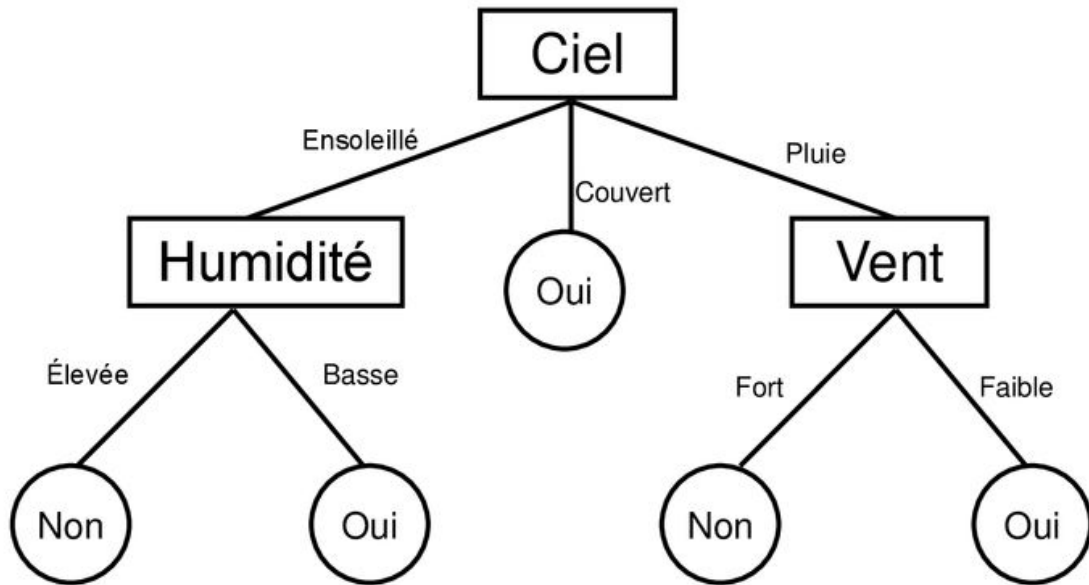 Ciel
Ensoleillé
Pluie
Couvert
Humidité
Oui
Vent
Élevée
Basse
Fort
Faible
Non
Oui
Non
Oui